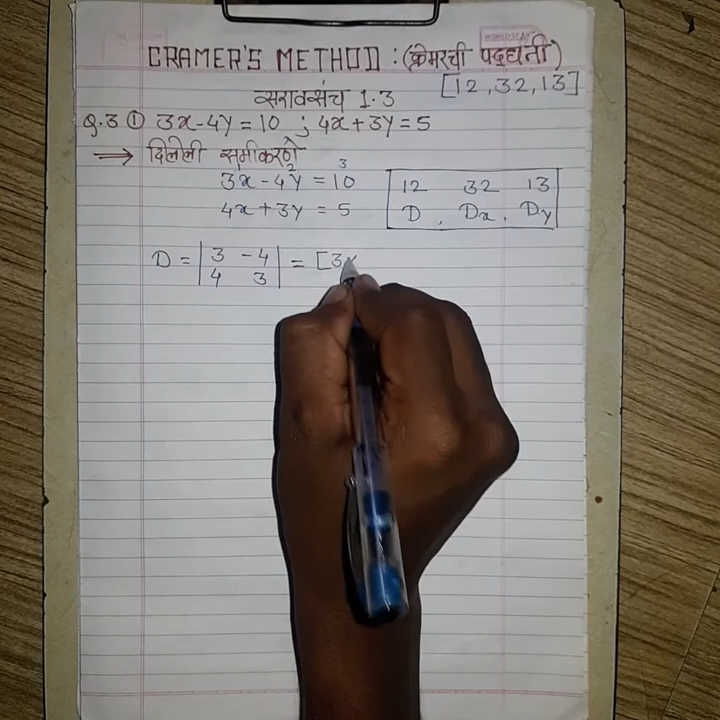 CRAMER'S METHOD : (क्रेमरची पद्धती)
सरावसंच 1.3 [12,32,13]
Q.3 ① 3x-4y=10 ; 4x+3y=5
⇒ दिलेली समीकरणे
2 3
3x-4y = 10
4x+3y = 5
12 32 13
D , Dx , Dy
D = | 3 -4 | = [3x
| 4 3 |